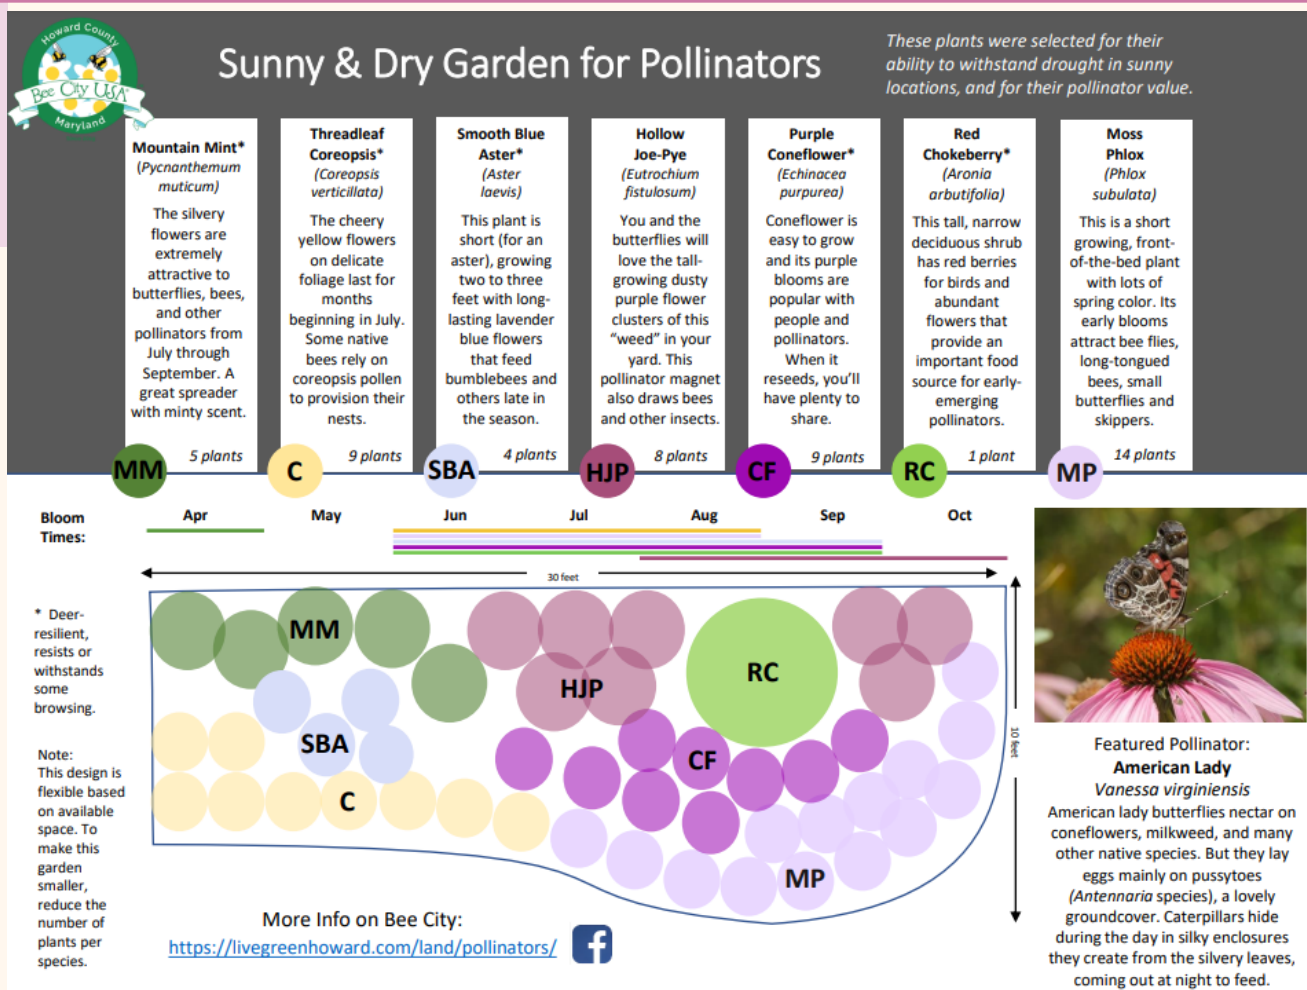 Howard County
Bee City USA®
Maryland
Sunny & Dry Garden for Pollinators
These plants were selected for their
ability to withstand drought in sunny
locations, and for their pollinator value.
Mountain Mint*
(Pycnanthemum
muticum)
The silvery
flowers are
extremely
attractive to
butterflies, bees,
and other
pollinators from
July through
September. A
great spreader
with minty scent.
5 plants
MM
Threadleaf
Coreopsis*
(Coreopsis
verticillata)
The cheery
yellow flowers
on delicate
foliage last for
months
beginning in July.
Some native
bees rely on
coreopsis pollen
to provision their
nests.
9 plants
C
Smooth Blue
Aster*
(Aster
laevis)
This plant is
short (for an
aster), growing
two to three
feet with long-
lasting lavender
blue flowers
that feed
bumblebees and
others late in
the season.
4 plants
SBA
Hollow
Joe-Pye
(Eutrochium
fistulosum)
You and the
butterflies will
love the tall-
growing dusty
purple flower
clusters of this
“weed” in your
yard. This
pollinator magnet
also draws bees
and other insects.
8 plants
HJP
Purple
Coneflower*
(Echinacea
purpurea)
Coneflower is
easy to grow
and its purple
blooms are
popular with
people and
pollinators.
When it
reseeds, you’ll
have plenty to
share.
9 plants
CF
Red
Chokeberry*
(Aronia
arbutifolia)
This tall, narrow
deciduous shrub
has red berries
for birds and
abundant
flowers that
provide an
important food
source for early-
emerging
pollinators.
1 plant
RC
Moss
Phlox
(Phlox
subulata)
This is a short
growing, front-
of-the-bed plant
with lots of
spring color. Its
early blooms
attract bee flies,
long-tongued
bees, small
butterflies and
skippers.
14 plants
MP
Bloom
Times:
Apr May Jun Jul Aug Sep Oct
30 feet
10 feet
* Deer-
resilient,
resists or
withstands
some
browsing.
Note:
This design is
flexible based
on available
space. To
make this
garden
smaller,
reduce the
number of
plants per
species.
MM
HJP
RC
SBA
CF
C
MP
More Info on Bee City:
https://livegreenhoward.com/land/pollinators/
f
Featured Pollinator:
American Lady
Vanessa virginiensis
American lady butterflies nectar on
coneflowers, milkweed, and many
other native species. But they lay
eggs mainly on pussytoes
(Antennaria species), a lovely
groundcover. Caterpillars hide
during the day in silky enclosures
they create from the silvery leaves,
coming out at night to feed.